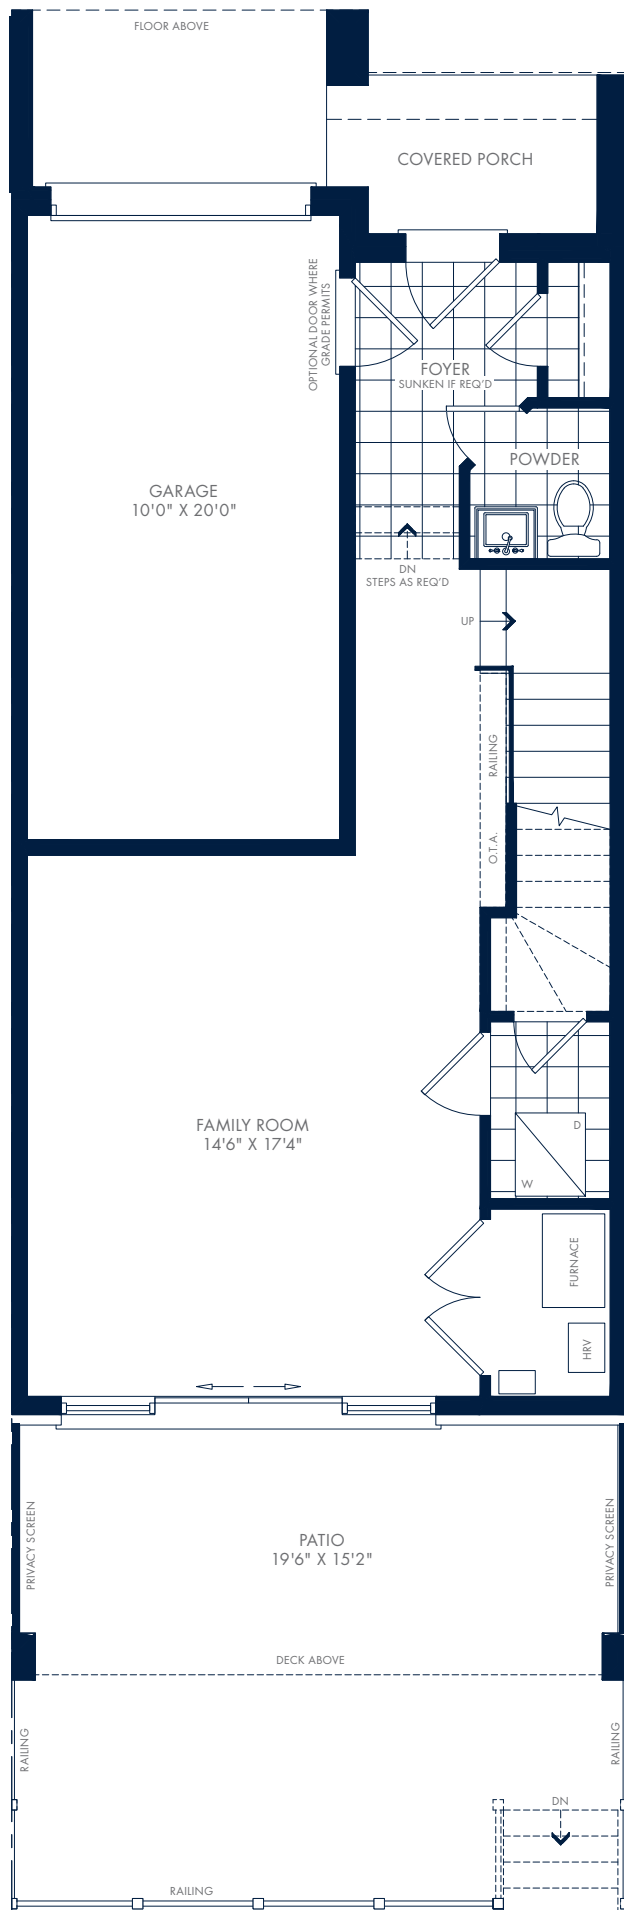 FLOOR ABOVE
COVERED PORCH
OPTIONAL DOOR WHERE
GRADE PERMITS
FOYER
SUNKEN IF REQ'D
POWDER
GARAGE
10'0" X 20'0"
DN
STEPS AS REQ'D
UP
RAILING
O.T.A.
FAMILY ROOM
14'6" X 17'4"
D
W
FURNACE
HRV
PRIVACY SCREEN
PATIO
19'6" X 15'2"
PRIVACY SCREEN
DECK ABOVE
RAILING
RAILING
DN
RAILING